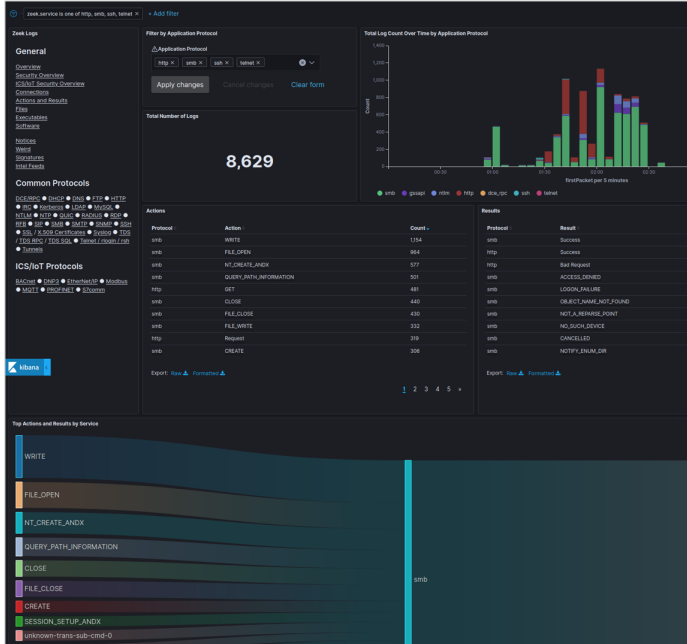 zeek.service is one of http, smb, ssh, telnet × + Add filter
Zeek Logs
General
Overview
Security Overview
ICS/IoT Security Overview
Connections
Actions and Results
Files
Executables
Software
Notices
Weird
Signatures
Intel Feeds
Common Protocols
DCE/RPC ● DHCP ● DNS ● FTP ● HTTP
● IRC ● Kerberos ● LDAP ● MySQL ●
NTLM ● NTP ● QUIC ● RADIUS ● RDP ●
RFB ● SIP ● SMB ● SMTP ● SNMP ● SSH
● SSL / X.509 Certificates ● Syslog ● TDS
/ TDS RPC / TDS SQL ● Telnet / rlogin / rsh
● Tunnels
ICS/IoT Protocols
BACnet ● DNP3 ● EtherNet/IP ● Modbus
● MQTT ● PROFINET ● S7comm
kibana
Filter by Application Protocol
Application Protocol
http × smb × ssh × telnet ×
Apply changes Cancel changes Clear form
Total Number of Logs
8,629
Total Log Count Over Time by Application Protocol
1,400
1,200
1,000
800
600
400
200
0
Count
00:30 01:00 01:30 02:00 02:30
firstPacket per 5 minutes
smb gssapi ntlm http dce_rpc ssh telnet
Actions
Protocol Action Count
smb WRITE 1,154
smb FILE_OPEN 964
smb NT_CREATE_ANDX 577
smb QUERY_PATH_INFORMATION 501
http GET 481
smb CLOSE 440
smb FILE_CLOSE 430
smb FILE_WRITE 332
http Request 319
smb CREATE 308
Export: Raw Formatted
1 2 3 4 5 »
Results
Protocol Result
smb Success
http Success
http Bad Request
smb ACCESS_DENIED
smb LOGON_FAILURE
smb OBJECT_NAME_NOT_FOUND
smb NOT_A_REPARSE_POINT
smb NO_SUCH_DEVICE
smb CANCELLED
smb NOTIFY_ENUM_DIR
Export: Raw Formatted
Top Actions and Results by Service
WRITE
FILE_OPEN
NT_CREATE_ANDX
QUERY_PATH_INFORMATION
CLOSE
FILE_CLOSE
CREATE
SESSION_SETUP_ANDX
unknown-trans-sub-cmd-0
smb